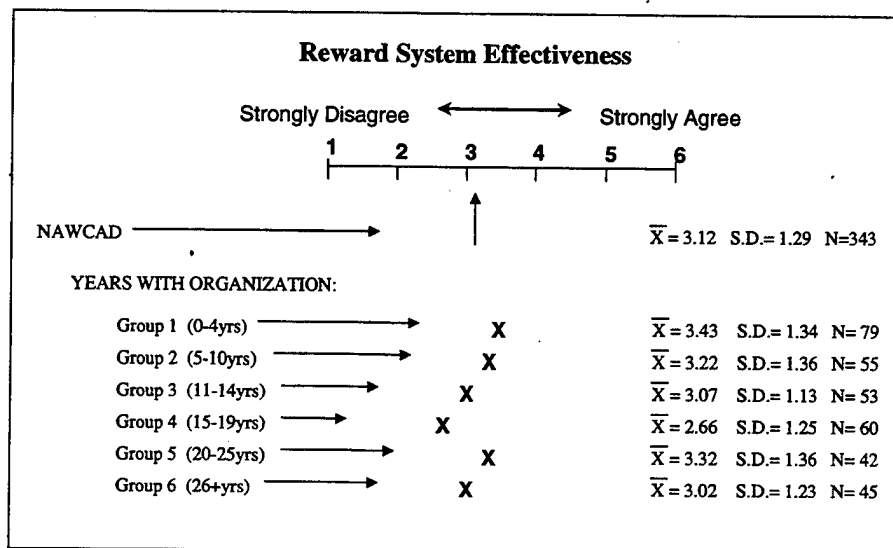 Reward System Effectiveness
Strongly Disagree Strongly Agree
1 2 3 4 5 6
NAWCAD X̅ = 3.12 S.D.= 1.29 N=343
YEARS WITH ORGANIZATION:
Group 1 (0-4yrs) X X̅ = 3.43 S.D.= 1.34 N= 79
Group 2 (5-10yrs) X X̅ = 3.22 S.D.= 1.36 N= 55
Group 3 (11-14yrs) X X̅ = 3.07 S.D.= 1.13 N= 53
Group 4 (15-19yrs) X X̅ = 2.66 S.D.= 1.25 N= 60
Group 5 (20-25yrs) X X̅ = 3.32 S.D.= 1.36 N= 42
Group 6 (26+yrs) X X̅ = 3.02 S.D.= 1.23 N= 45